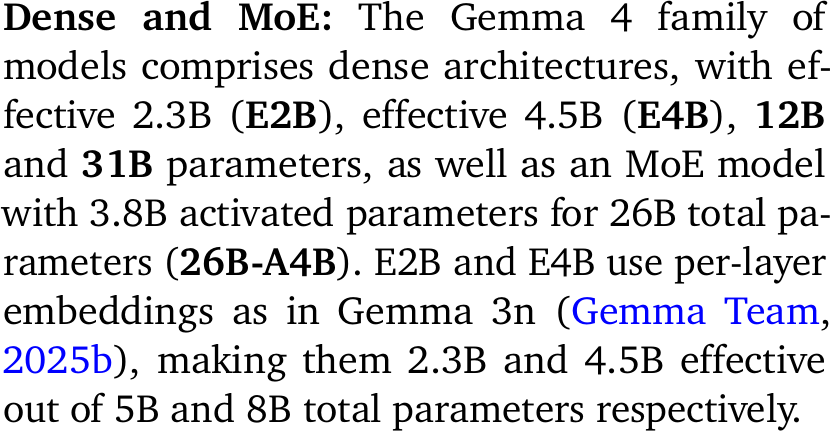 Dense and MoE: The Gemma 4 family of
models comprises dense architectures, with ef-
fective 2.3B (E2B), effective 4.5B (E4B), 12B
and 31B parameters, as well as an MoE model
with 3.8B activated parameters for 26B total pa-
rameters (26B-A4B). E2B and E4B use per-layer
embeddings as in Gemma 3n (Gemma Team,
2025b), making them 2.3B and 4.5B effective
out of 5B and 8B total parameters respectively.